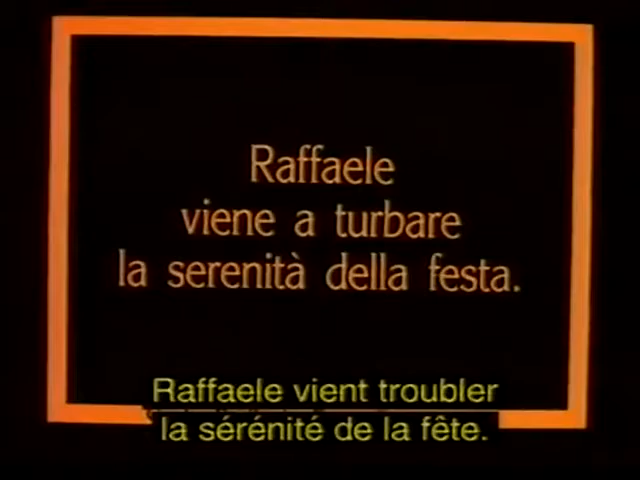 Raffaele
viene a turbare
la serenità della festa.
Raffaele vient troubler
la sérénité de la fête.